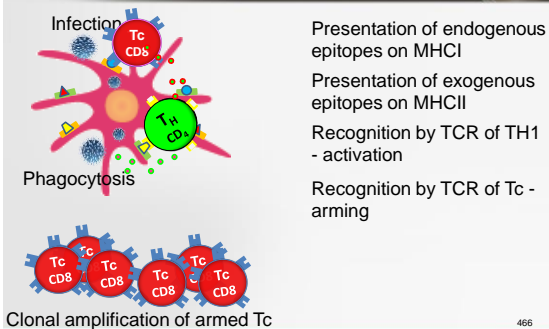 Infection
Tc
CD8
TH
CD4
Phagocytosis
Presentation of endogenous
epitopes on MHCI
Presentation of exogenous
epitopes on MHCII
Recognition by TCR of TH1
- activation
Recognition by TCR of Tc -
arming
Tc
Tc
Tc
CD8
Tc
CD8
Tc
CD8
Tc
CD8
Clonal amplification of armed Tc
466